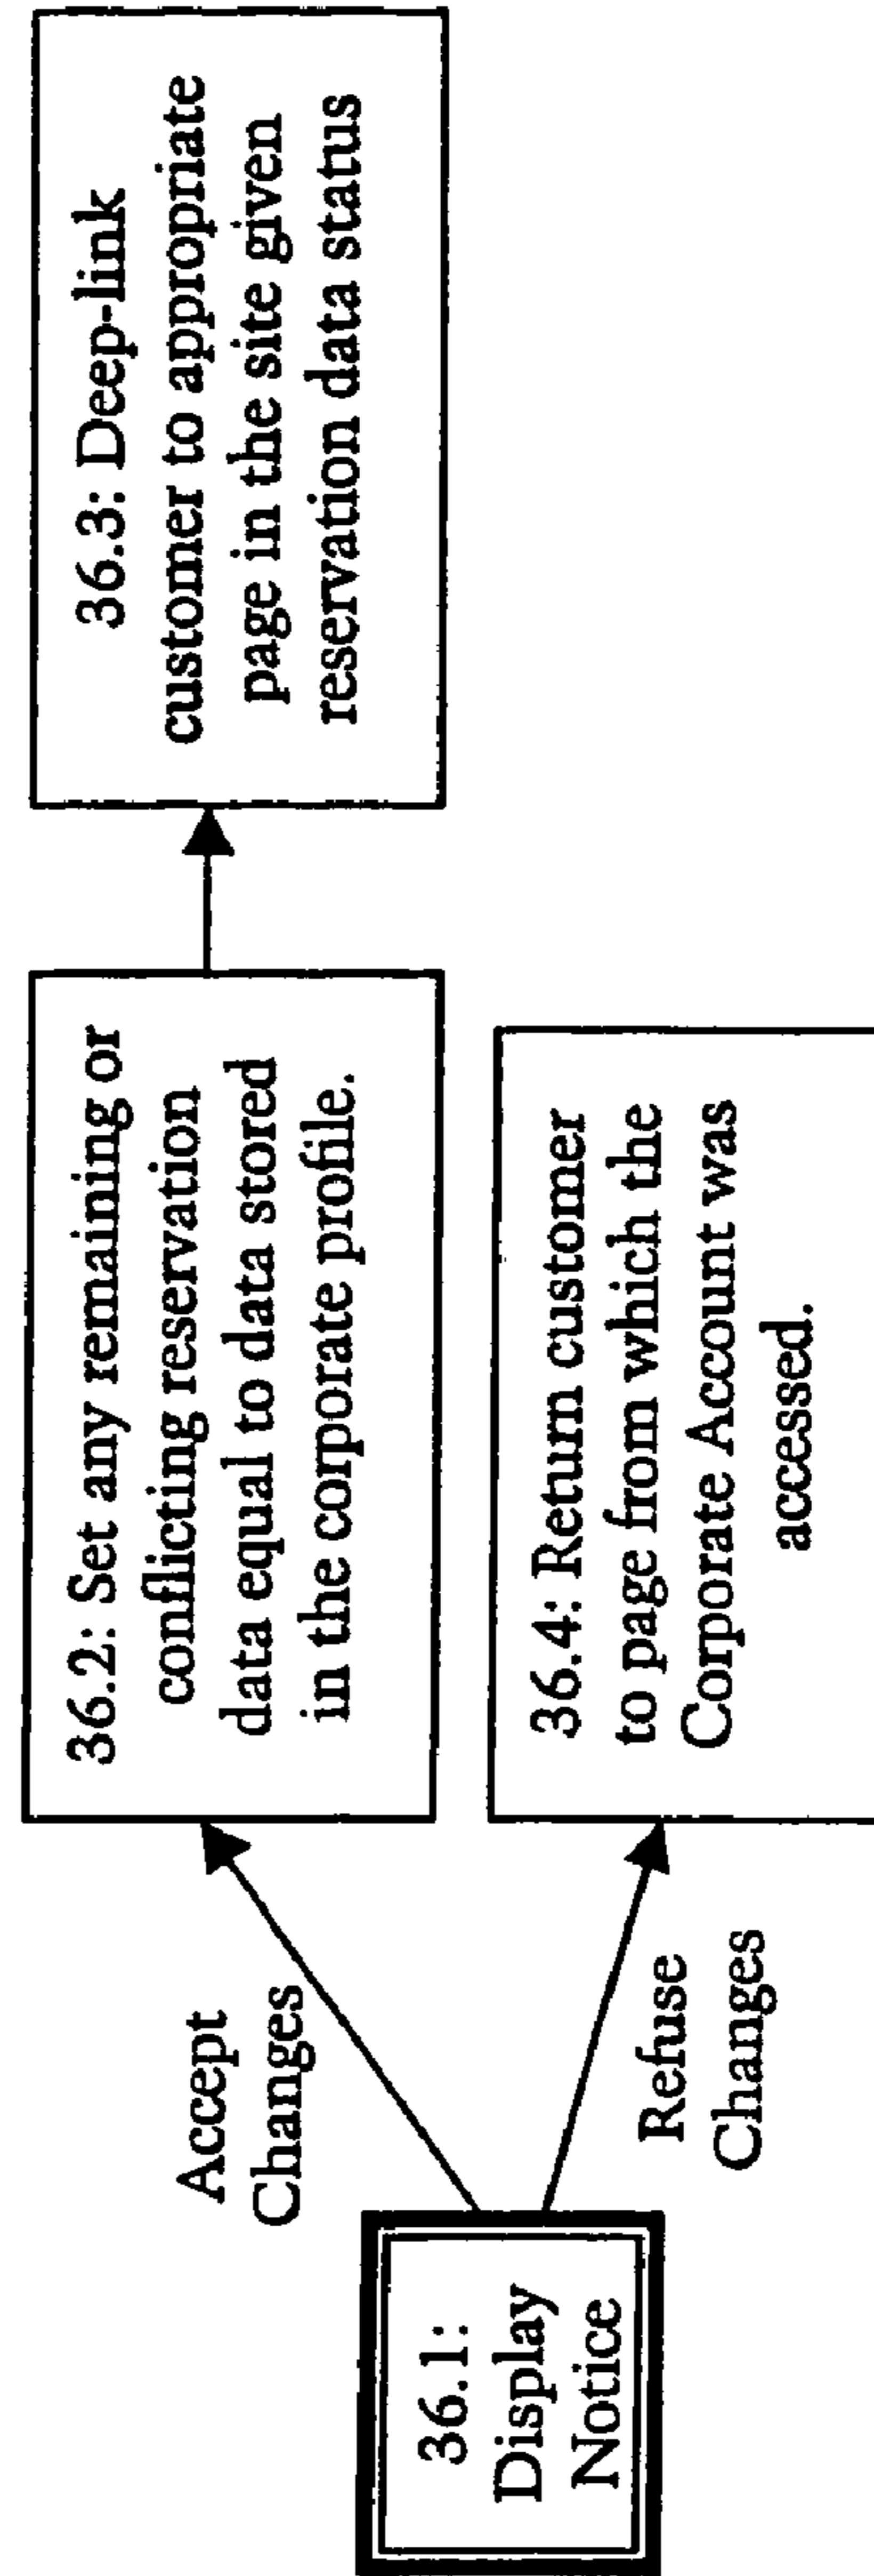 36.1:
Display
Notice
Accept
Changes
Refuse
Changes
36.2: Set any remaining or
conflicting reservation
data equal to data stored
in the corporate profile.
36.3: Deep-link
customer to appropriate
page in the site given
reservation data status
36.4: Return customer
to page from which the
Corporate Account was
accessed.